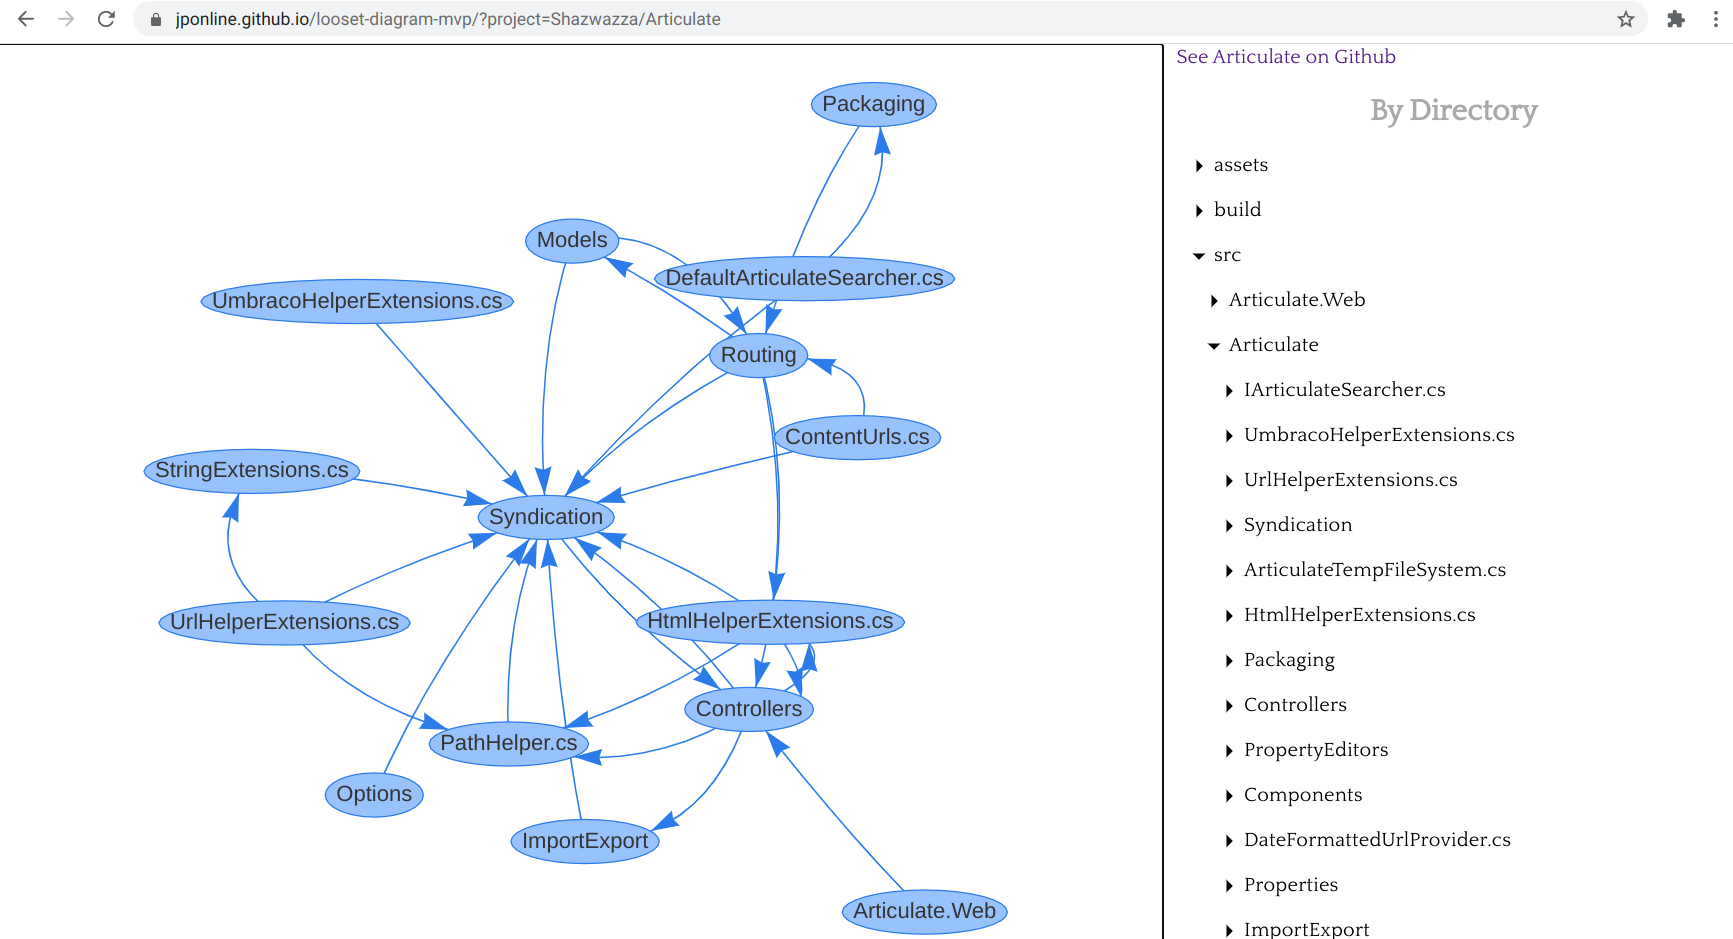 jponline.github.io/looset-diagram-mvp/?project=Shazwazza/Articulate
Packaging
Models
DefaultArticulateSearcher.cs
UmbracoHelperExtensions.cs
Routing
ContentUrls.cs
StringExtensions.cs
Syndication
UrlHelperExtensions.cs
HtmlHelperExtensions.cs
Controllers
PathHelper.cs
Options
ImportExport
Articulate.Web
See Articulate on Github
By Directory
assets
build
src
Articulate.Web
Articulate
IArticulateSearcher.cs
UmbracoHelperExtensions.cs
UrlHelperExtensions.cs
Syndication
ArticulateTempFileSystem.cs
HtmlHelperExtensions.cs
Packaging
Controllers
PropertyEditors
Components
DateFormattedUrlProvider.cs
Properties
ImportExport